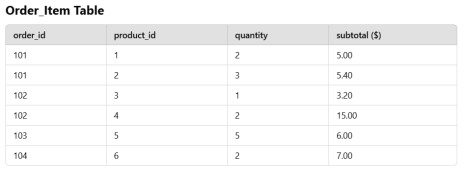 Order_Item Table
order_id product_id quantity subtotal ($)
101 1 2 5.00
101 2 3 5.40
102 3 1 3.20
102 4 2 15.00
103 5 5 6.00
104 6 2 7.00